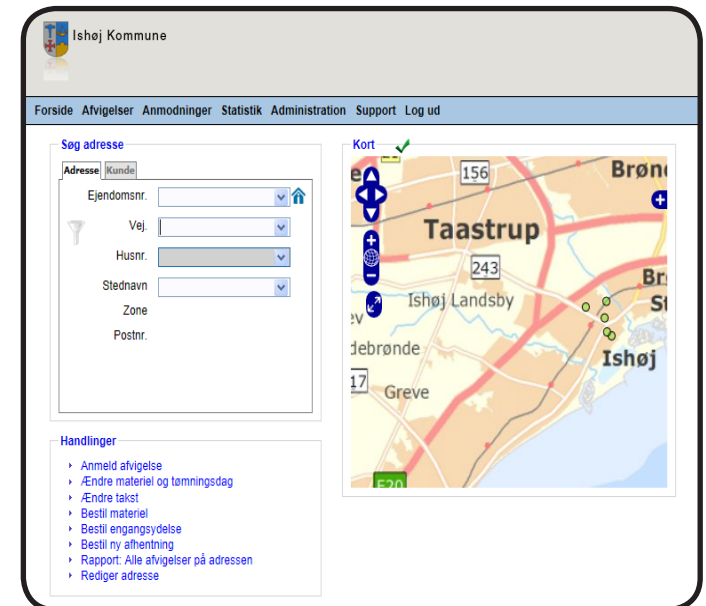 Ishøj Kommune
Forside Afvigelser Anmodninger Statistik Administration Support Log ud
Søg adresse
Adresse Kunde
Ejendomsnr.
Vej.
Husnr.
Stednavn
Zone
Postnr.
Handlinger
Anmeld afvigelse
Ændre materiel og tømningsdag
Ændre takst
Bestil materiel
Bestil engangsydelse
Bestil ny afhentning
Rapport: Alle afvigelser på adressen
Rediger adresse
Kort
156
Brøn
Taastrup
243
Br
Ishøj Landsby
St
ev
debrønde
Ishøj
17
Greve
E20